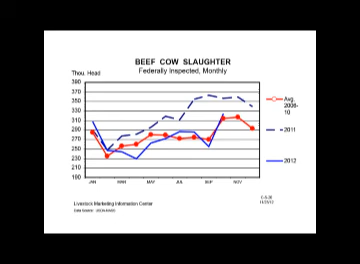 BEEF COW SLAUGHTER
Federally Inspected, Monthly
Thou. Head
390
370
350
330
310
290
270
250
230
210
190
JAN MAR MAY JUL SEP NOV
Avg.
2006-
10
2011
2012
Livestock Marketing Information Center